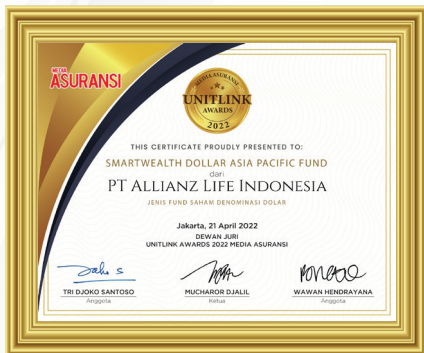 MEDIA
ASURANSI
MEDIA ASURANSI
UNITLINK
AWARDS
2022
THIS CERTIFICATE PROUDLY PRESENTED TO:
SMARTWEALTH DOLLAR ASIA PACIFIC FUND
dari
PT ALLIANZ LIFE INDONESIA
JENIS FUND SAHAM DENOMINASI DOLAR
Jakarta, 21 April 2022
DEWAN JURI
UNITLINK AWARDS 2022 MEDIA ASURANSI
TRI DJOKO SANTOSO
Anggota
MUCHAROR DJALIL
Ketua
WAWAN HENDRAYANA
Anggota